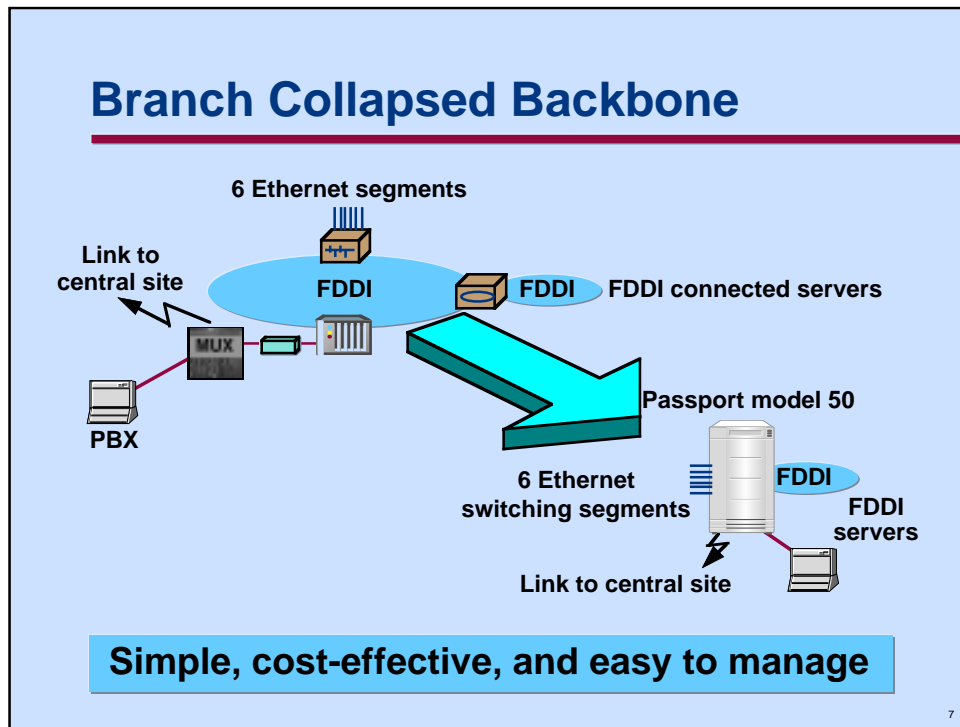 Branch Collapsed Backbone
6 Ethernet segments
Link to
central site
FDDI
FDDI
FDDI connected servers
MUX
PBX
Passport model 50
6 Ethernet
switching segments
FDDI
FDDI
servers
Link to central site
Simple, cost-effective, and easy to manage
7